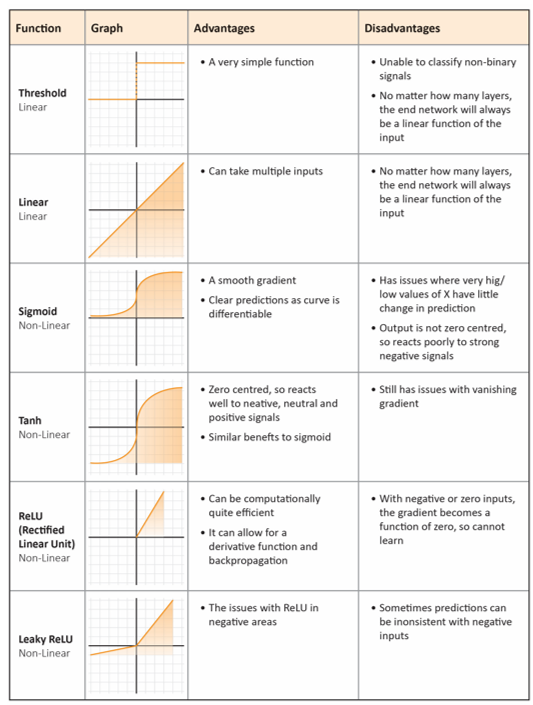 Function Graph Advantages Disadvantages
Threshold
Linear
• A very simple function
• Unable to classify non-binary
signals
• No matter how many layers,
the end network will always
be a linear function of the
input
Linear
Linear
• Can take multiple inputs
• No matter how many layers,
the end network will always
be a linear function of the
input
Sigmoid
Non-Linear
• A smooth gradient
• Clear predictions as curve is
differentiable
• Has issues where very hig/
low values of X have little
change in prediction
• Output is not zero centred,
so reacts poorly to strong
negative signals
Tanh
Non-Linear
• Zero centred, so reacts
well to neative, neutral and
positive signals
• Similar benefts to sigmoid
• Still has issues with vanishing
gradient
ReLU
(Rectified
Linear Unit)
Non-Linear
• Can be computationally
quite efficient
• It can allow for a
derivative function and
backpropagation
• With negative or zero inputs,
the gradient becomes a
function of zero, so cannot
learn
Leaky ReLU
Non-Linear
• The issues with ReLU in
negative areas
• Sometimes predictions can
be inonsistent with negative
inputs